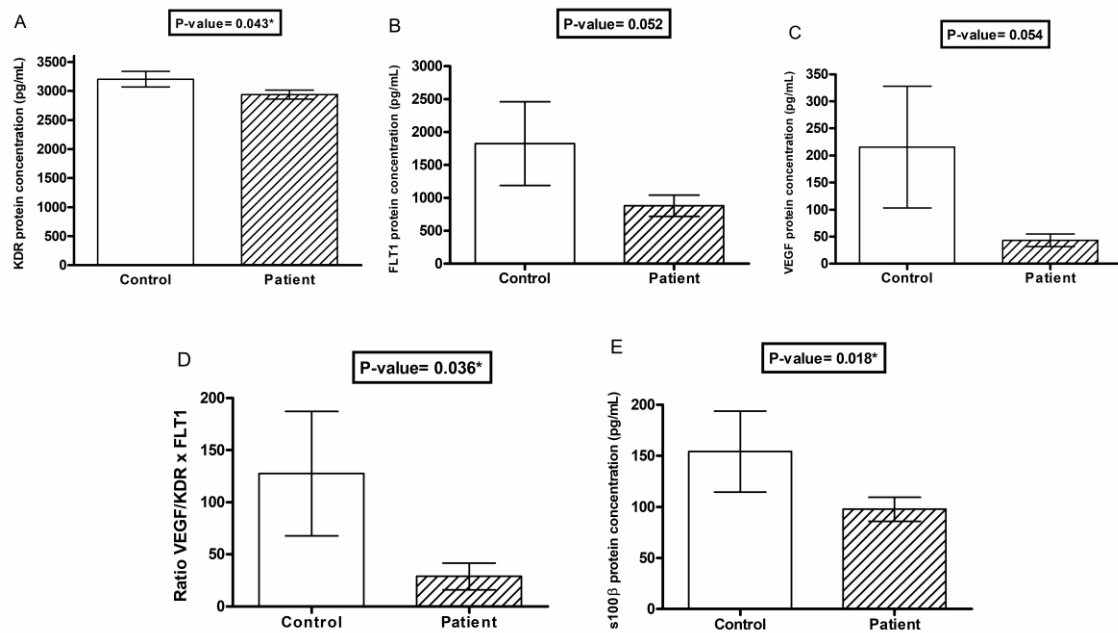 A
P-value= 0.043*
KDR protein concentration (pg/mL)
3500
3000
2500
2000
1500
1000
500
0
Control
Patient
B
P-value= 0.052
FLT1 protein concentration (pg/mL)
3000
2500
2000
1500
1000
500
0
Control
Patient
C
P-value= 0.054
VEGF protein concentration (pg/mL)
350
300
250
200
150
100
50
0
Control
Patient
D
P-value= 0.036*
Ratio VEGF/KDR x FLT1
200
150
100
50
0
Control
Patient
E
P-value= 0.018*
s100β protein concentration (pg/mL)
200
150
100
50
0
Control
Patient